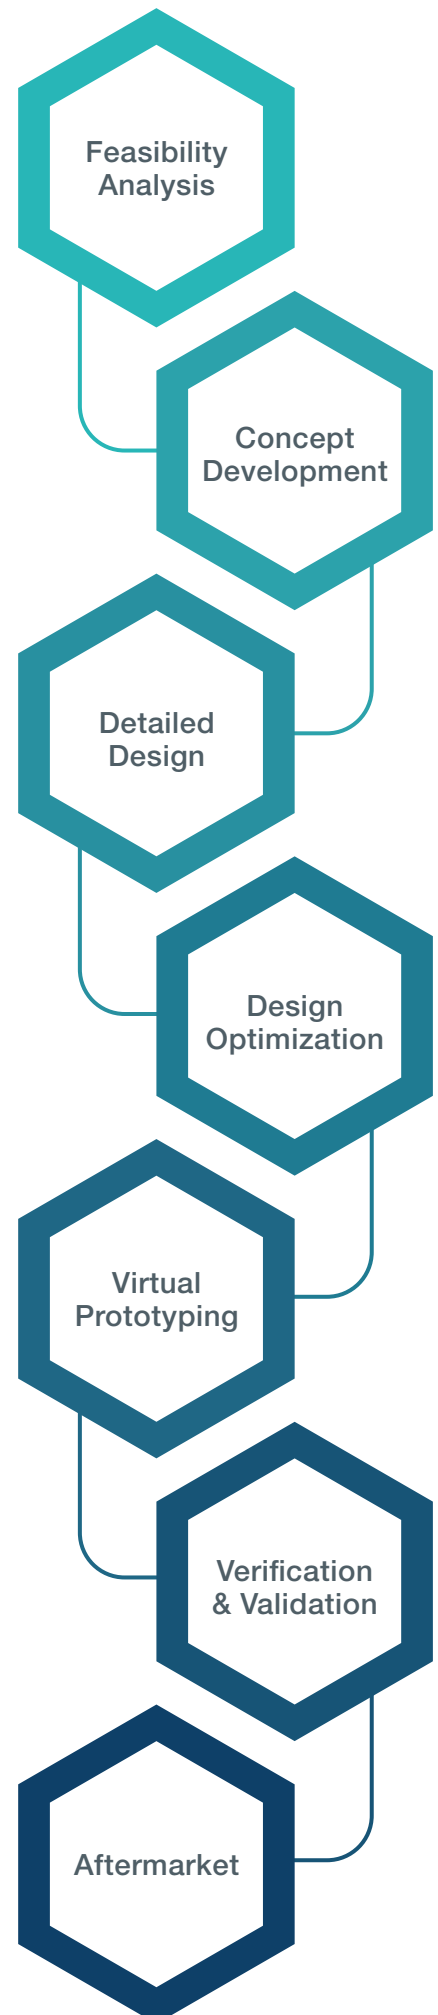 Feasibility
Analysis
Concept
Development
Detailed
Design
Design
Optimization
Virtual
Prototyping
Verification
& Validation
Aftermarket